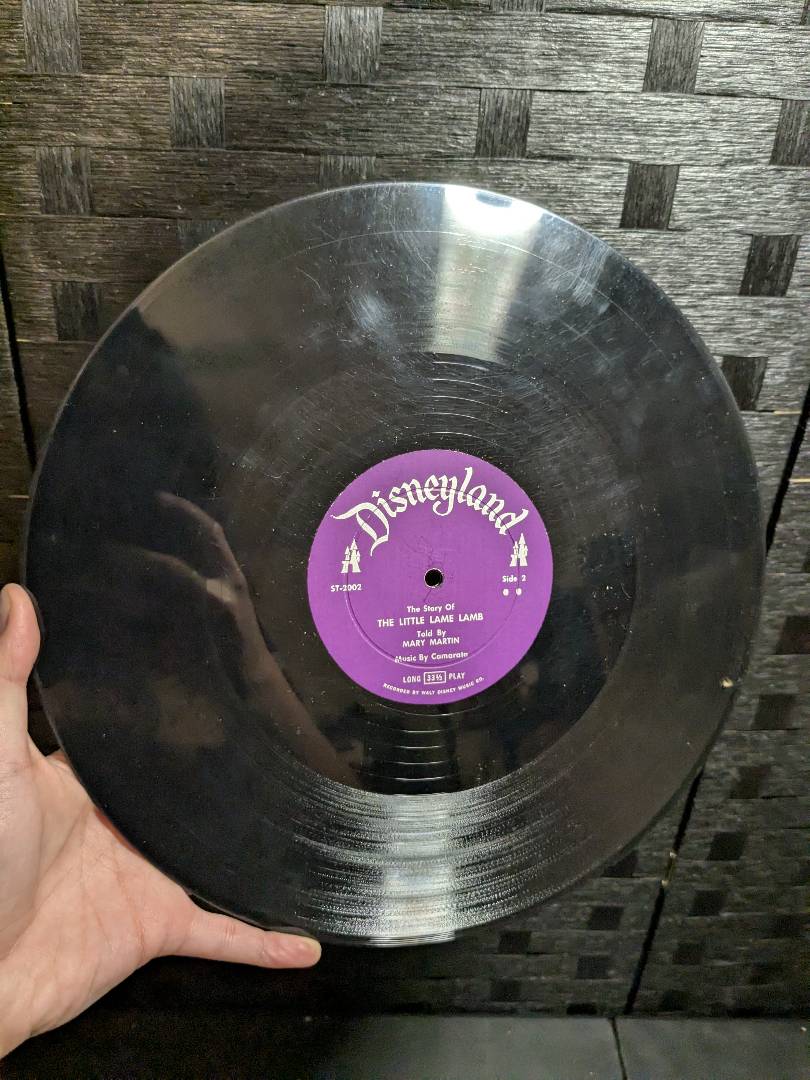 Disneyland
ST-2002
Side 2
The Story Of
THE LITTLE LAME LAMB
Told By
MARY MARTIN
Music By Camarata
LONG 33⅓ PLAY
RECORDED BY WALT DISNEY MUSIC CO.